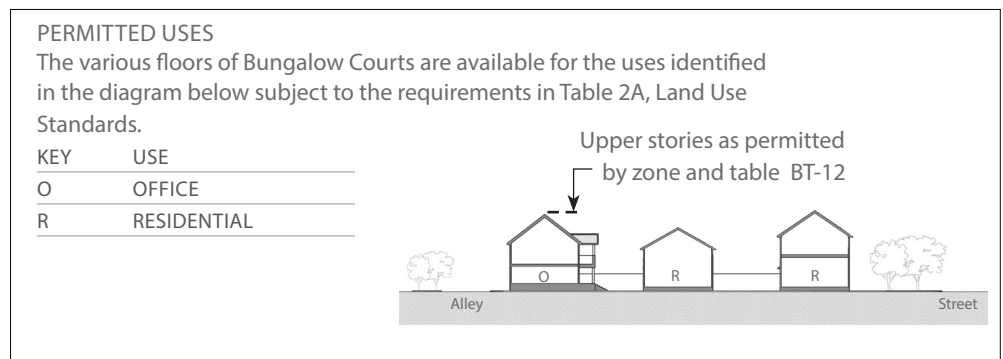 PERMITTED USES
The various floors of Bungalow Courts are available for the uses identified
in the diagram below subject to the requirements in Table 2A, Land Use
Standards.
KEY USE
O OFFICE
R RESIDENTIAL
Upper stories as permitted
by zone and table BT-12
O R R
Alley Street